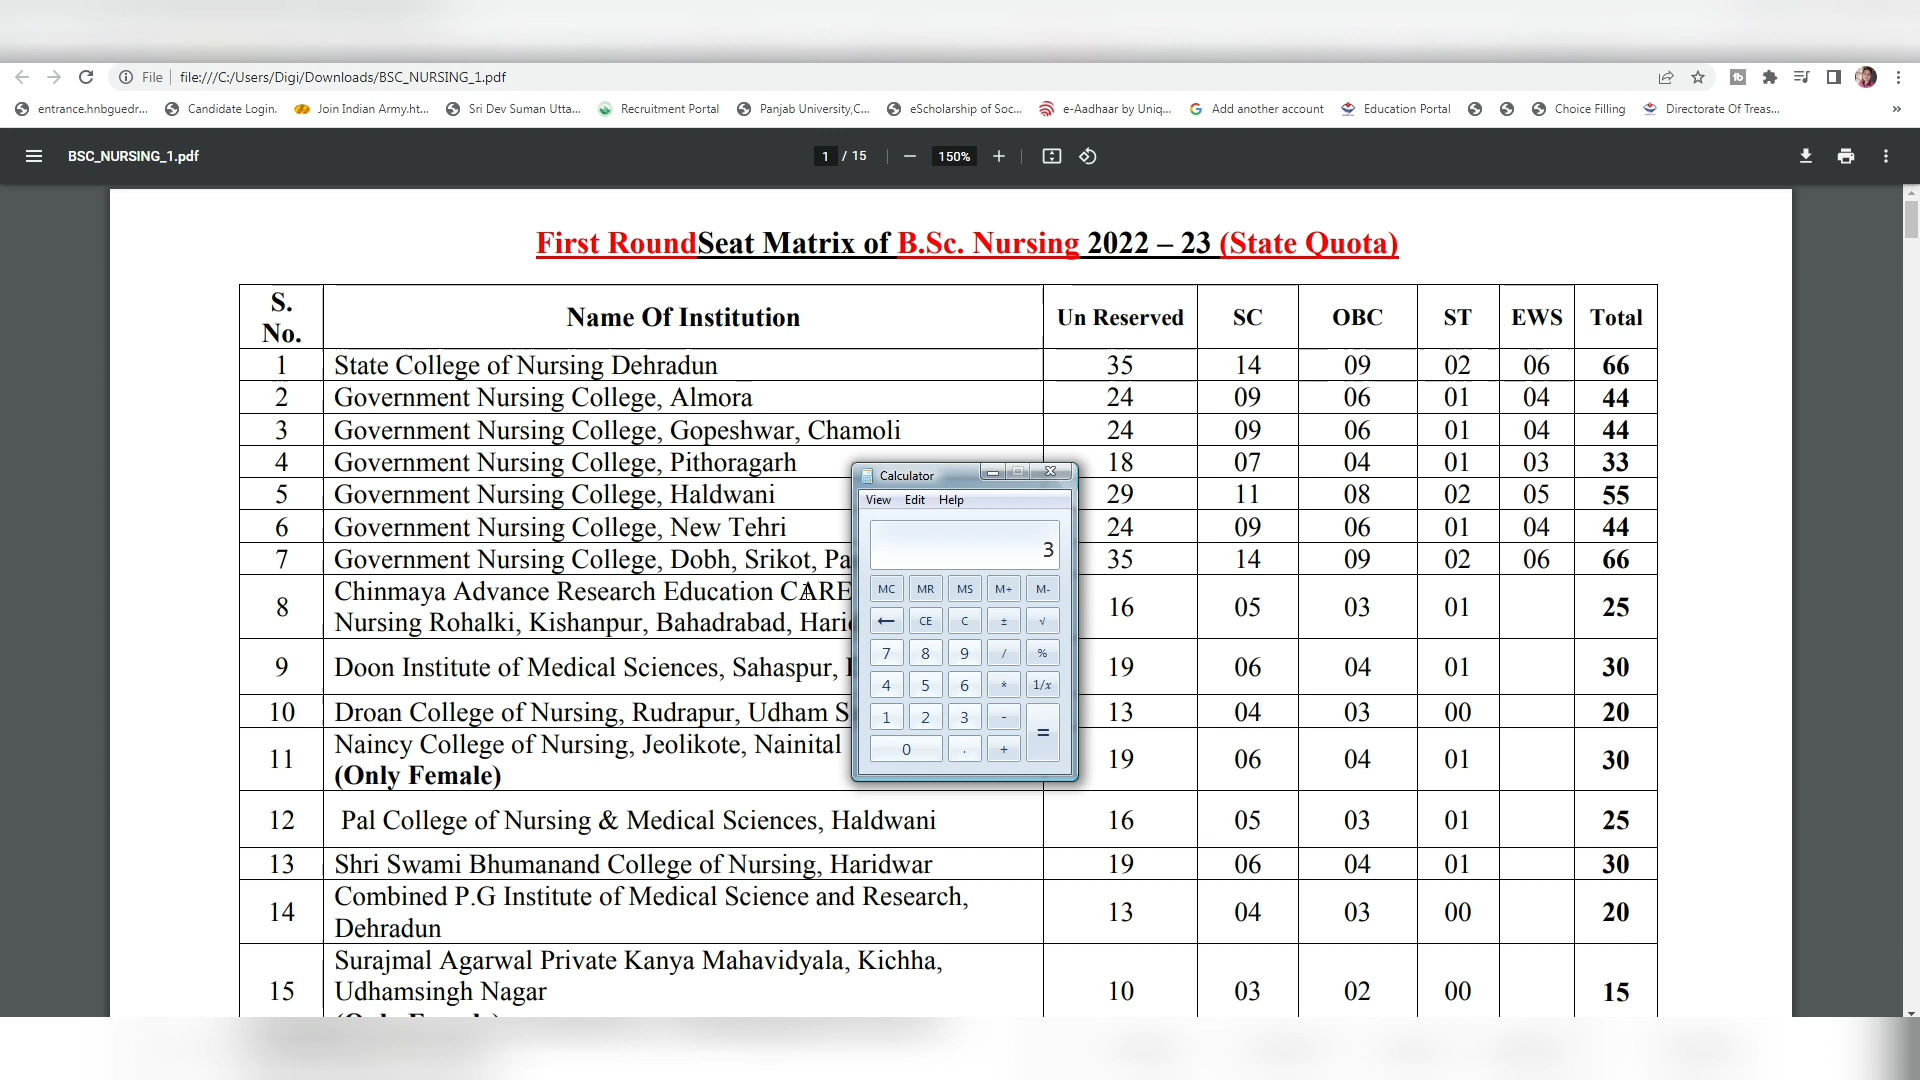 File file:///C:/Users/Digi/Downloads/BSC_NURSING_1.pdf
entrance.hnbguedr... Candidate Login. Join Indian Army.ht... Sri Dev Suman Utta... Recruitment Portal Panjab University,C... eScholarship of Soc... e-Aadhaar by Uniq... Add another account Education Portal Choice Filling Directorate Of Treas... »
BSC_NURSING_1.pdf 1 / 15 150%
First RoundSeat Matrix of B.Sc. Nursing 2022 – 23 (State Quota)
S. No. Name Of Institution Un Reserved SC OBC ST EWS Total
1 State College of Nursing Dehradun 35 14 09 02 06 66
2 Government Nursing College, Almora 24 09 06 01 04 44
3 Government Nursing College, Gopeshwar, Chamoli 24 09 06 01 04 44
4 Government Nursing College, Pithoragarh 18 07 04 01 03 33
5 Government Nursing College, Haldwani 29 11 08 02 05 55
6 Government Nursing College, New Tehri 24 09 06 01 04 44
7 Government Nursing College, Dobh, Srikot, Pa 35 14 09 02 06 66
8 Chinmaya Advance Research Education CARE
Nursing Rohalki, Kishanpur, Bahadrabad, Hari 16 05 03 01 25
9 Doon Institute of Medical Sciences, Sahaspur, 19 06 04 01 30
10 Droan College of Nursing, Rudrapur, Udham S 13 04 03 00 20
11 Naincy College of Nursing, Jeolikote, Nainital
(Only Female) 19 06 04 01 30
12 Pal College of Nursing & Medical Sciences, Haldwani 16 05 03 01 25
13 Shri Swami Bhumanand College of Nursing, Haridwar 19 06 04 01 30
14 Combined P.G Institute of Medical Science and Research,
Dehradun 13 04 03 00 20
15 Surajmal Agarwal Private Kanya Mahavidyala, Kichha,
Udhamsingh Nagar 10 03 02 00 15
Calculator
View Edit Help
3
MC MR MS M+ M-
← CE C ± √
7 8 9 / %
4 5 6 * 1/x
1 2 3 - =
0 . +